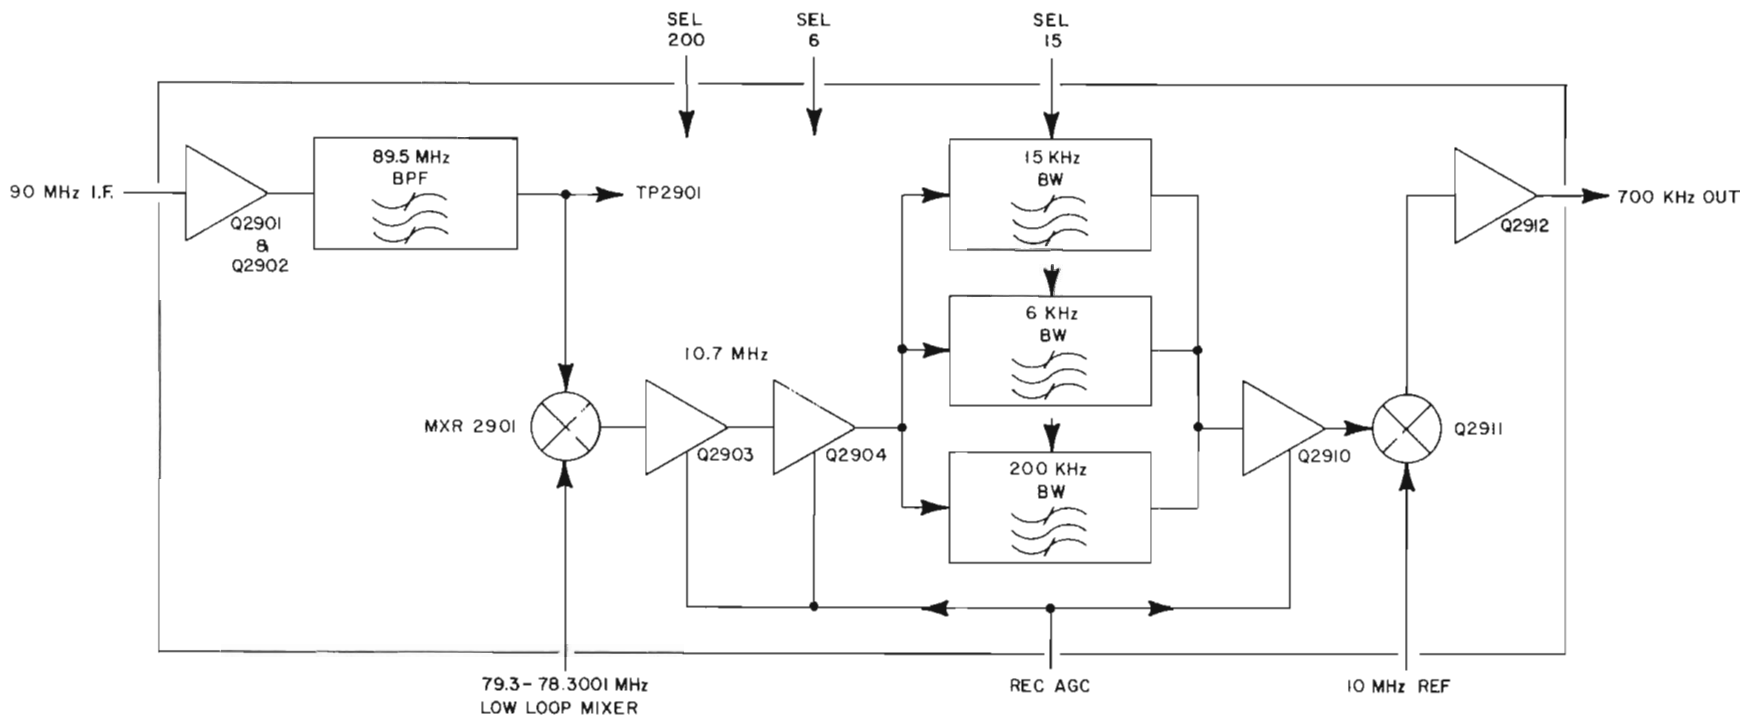 SEL
200
SEL
6
SEL
15
90 MHz I.F.
Q2901
&
Q2902
89.5 MHz
BPF
TP2901
15 KHz
BW
Q2912
700 KHz OUT
6 KHz
BW
10.7 MHz
MXR 2901
Q2903
Q2904
200 KHz
BW
Q2910
Q2911
79.3-78.3001 MHz
LOW LOOP MIXER
REC AGC
10 MHz REF